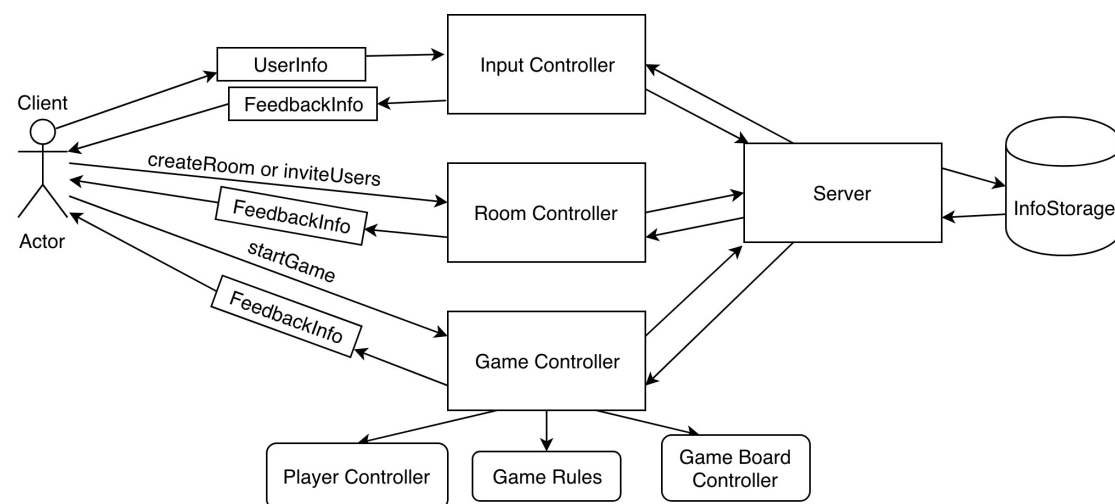 UserInfo
Input Controller
Client
FeedbackInfo
createRoom or inviteUsers
Server
InfoStorage
FeedbackInfo
Room Controller
Actor
startGame
FeedbackInfo
Game Controller
Player Controller
Game Rules
Game Board
Controller